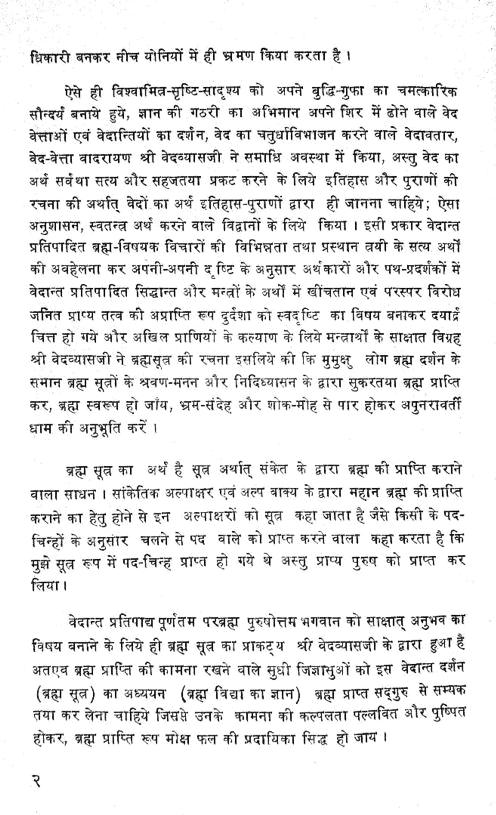 धिकारी बनकर नीच योनियों में ही भ्रमण किया करता है ।
ऐसे ही विश्वामित्र-सृष्टि-सादृश्य को अपने बुद्धि-गुफा का चमत्कारिक
सौन्दर्य बनाये हुये, ज्ञान की गठरी का अभिमान अपने शिर में ढोने वाले वेद
वेत्ताओं एवं वेदान्तियों का दर्शन, वेद का चतुर्धाविभाजन करने वाले वेदावतार,
वेद-वेत्ता वादरायण श्री वेदव्यासजी ने समाधि अवस्था में किया, अस्तु वेद का
अर्थ सर्वथा सत्य और सहजतया प्रकट करने के लिये इतिहास और पुराणों की
रचना की अर्थात् वेदों का अर्थ इतिहास-पुराणों द्वारा ही जानना चाहिये; ऐसा
अनुशासन, स्वतन्त्र अर्थ करने वाले विद्वानों के लिये किया । इसी प्रकार वेदान्त
प्रतिपादित ब्रह्म-विषयक विचारों की विभिन्नता तथा प्रस्थान त्रयी के सत्य अर्थों
की अवहेलना कर अपनी-अपनी दृष्टि के अनुसार अर्थकारों और पथ-प्रदर्शकों में
वेदान्त प्रतिपादित सिद्धान्त और मन्त्रों के अर्थों में खींचतान एवं परस्पर विरोध
जनित प्राप्य तत्व की अप्राप्ति रूप दुर्दशा को स्वदृष्टि का विषय बनाकर दयार्द्र
चित्त हो गये और अखिल प्राणियों के कल्याण के लिये मन्त्रार्थों के साक्षात विग्रह
श्री वेदव्यासजी ने ब्रह्मसूत्र की रचना इसलिये की कि मुमुक्षु लोग ब्रह्म दर्शन के
समान ब्रह्म सूत्रों के श्रवण-मनन और निदिध्यासन के द्वारा सुकरतया ब्रह्म प्राप्ति
कर, ब्रह्म स्वरूप हो जाँय, भ्रम-संदेह और शोक-मोह से पार होकर अपुनरावर्ती
धाम की अनुभूति करें ।
ब्रह्म सूत्र का अर्थ है सूत्र अर्थात् संकेत के द्वारा ब्रह्म की प्राप्ति कराने
वाला साधन । सांकेतिक अल्पाक्षर एवं अल्प वाक्य के द्वारा महान ब्रह्म की प्राप्ति
कराने का हेतु होने से इन अल्पाक्षरों को सूत्र कहा जाता है जैसे किसी के पद-
चिन्हों के अनुसार चलने से पद वाले को प्राप्त करने वाला कहा करता है कि
मुझे सूत्र रूप में पद-चिन्ह प्राप्त हो गये थे अस्तु प्राप्य पुरुष को प्राप्त कर
लिया ।
वेदान्त प्रतिपाद्य पूर्णतम परब्रह्म पुरुषोत्तम भगवान को साक्षात् अनुभव का
विषय बनाने के लिये ही ब्रह्म सूत्र का प्राकट्य श्री वेदव्यासजी के द्वारा हुआ है
अतएव ब्रह्म प्राप्ति की कामना रखने वाले सुधी जिज्ञाभुओं को इस वेदान्त दर्शन
(ब्रह्म सूत्र) का अध्ययन (ब्रह्म विद्या का ज्ञान) ब्रह्म प्राप्त सद्गुरु से सम्यक
तया कर लेना चाहिये जिससे उनके कामना की कल्पलता पल्लवित और पुष्पित
होकर, ब्रह्म प्राप्ति रूप मोक्ष फल की प्रदायिका सिद्ध हो जाय ।
२